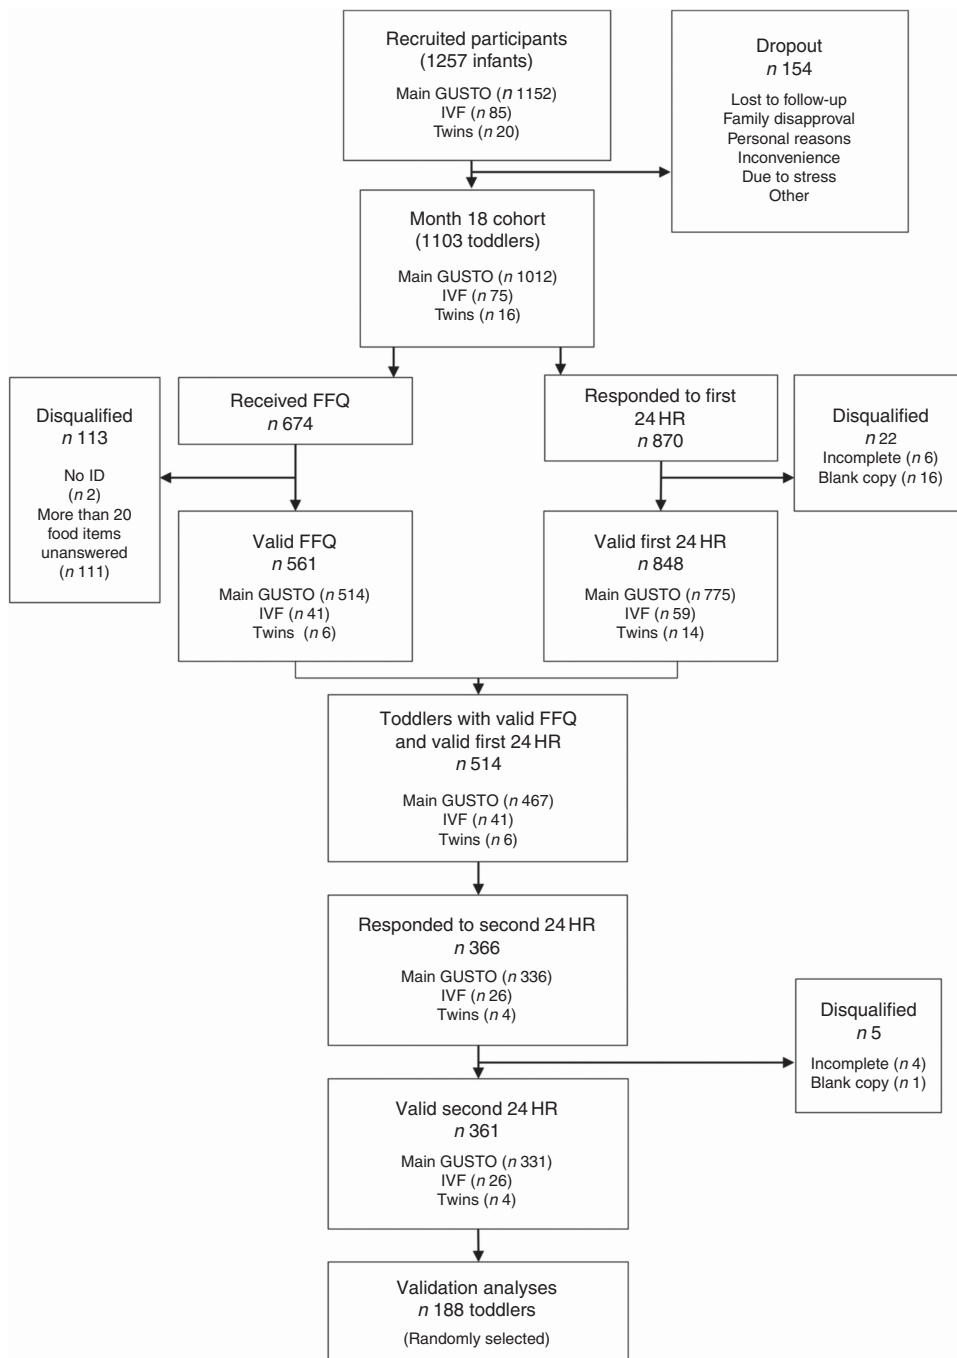 Recruited participants
(1257 infants)
Main GUSTO (n 1152)
IVF (n 85)
Twins (n 20)
Dropout
n 154
Lost to follow-up
Family disapproval
Personal reasons
Inconvenience
Due to stress
Other
Month 18 cohort
(1103 toddlers)
Main GUSTO (n 1012)
IVF (n 75)
Twins (n 16)
Disqualified
n 113
No ID
(n 2)
More than 20
food items
unanswered
(n 111)
Received FFQ
n 674
Responded to first
24 HR
n 870
Disqualified
n 22
Incomplete (n 6)
Blank copy (n 16)
Valid FFQ
n 561
Main GUSTO (n 514)
IVF (n 41)
Twins (n 6)
Valid first 24 HR
n 848
Main GUSTO (n 775)
IVF (n 59)
Twins (n 14)
Toddlers with valid FFQ
and valid first 24 HR
n 514
Main GUSTO (n 467)
IVF (n 41)
Twins (n 6)
Responded to second 24 HR
n 366
Main GUSTO (n 336)
IVF (n 26)
Twins (n 4)
Disqualified
n 5
Incomplete (n 4)
Blank copy (n 1)
Valid second 24 HR
n 361
Main GUSTO (n 331)
IVF (n 26)
Twins (n 4)
Validation analyses
n 188 toddlers
(Randomly selected)